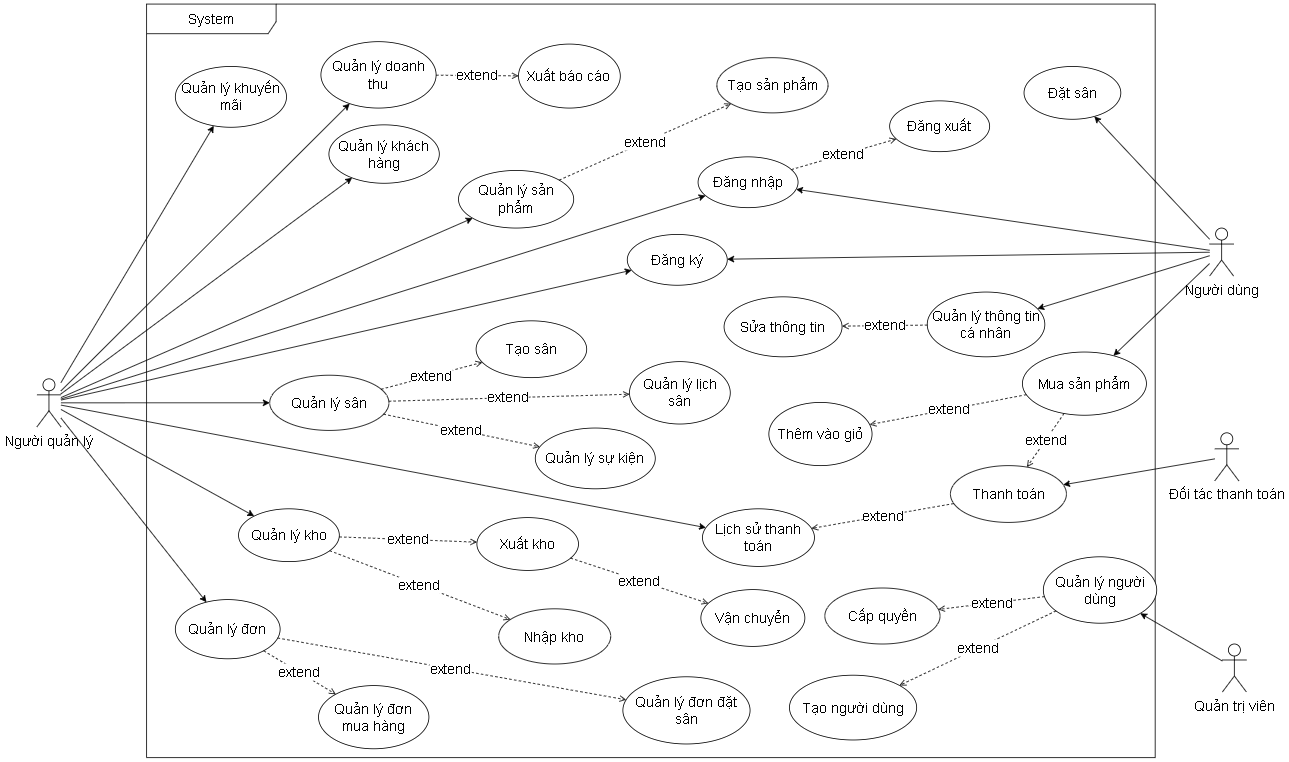 System
Quản lý khuyến
mãi
Quản lý doanh
thu
extend
Xuất báo cáo
Tạo sản phẩm
Đặt sân
Quản lý khách
hàng
extend
Đăng xuất
extend
Quản lý sản
phẩm
Đăng nhập
Đăng ký
Người dùng
Sửa thông tin
extend
Quản lý thông tin
cá nhân
Tạo sân
extend
Quản lý sân
extend
Quản lý lịch
sân
Mua sản phẩm
extend
Người quản lý
extend
Quản lý sự kiện
Thêm vào giỏ
extend
Thanh toán
Đối tác thanh toán
extend
Lịch sử thanh
toán
Quản lý kho
extend
Xuất kho
extend
extend
Vận chuyển
Quản lý người
dùng
extend
Cấp quyền
Quản lý đơn
Nhập kho
extend
extend
extend
Quản lý đơn
mua hàng
Quản lý đơn đặt
sân
Tạo người dùng
Quản trị viên